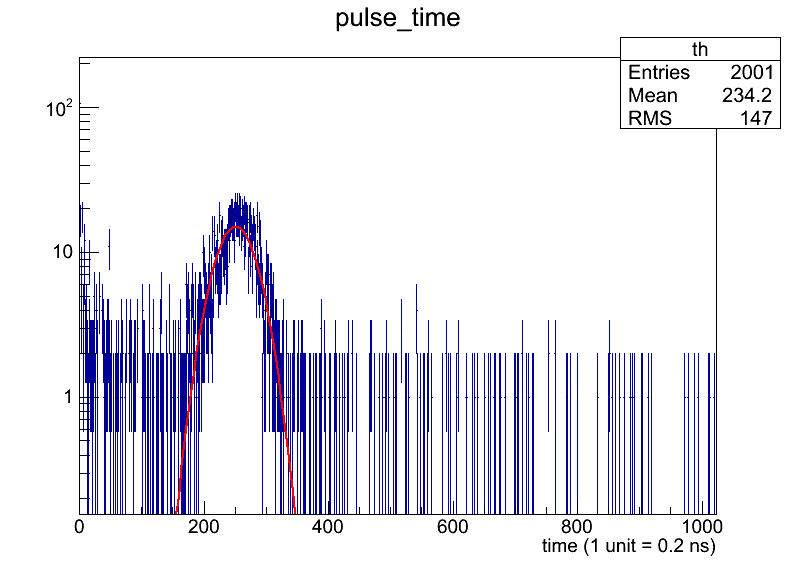 pulse_time
th
Entries 2001
Mean 234.2
RMS 147
10²
10
1
0 200 400 600 800 1000
time (1 unit = 0.2 ns)